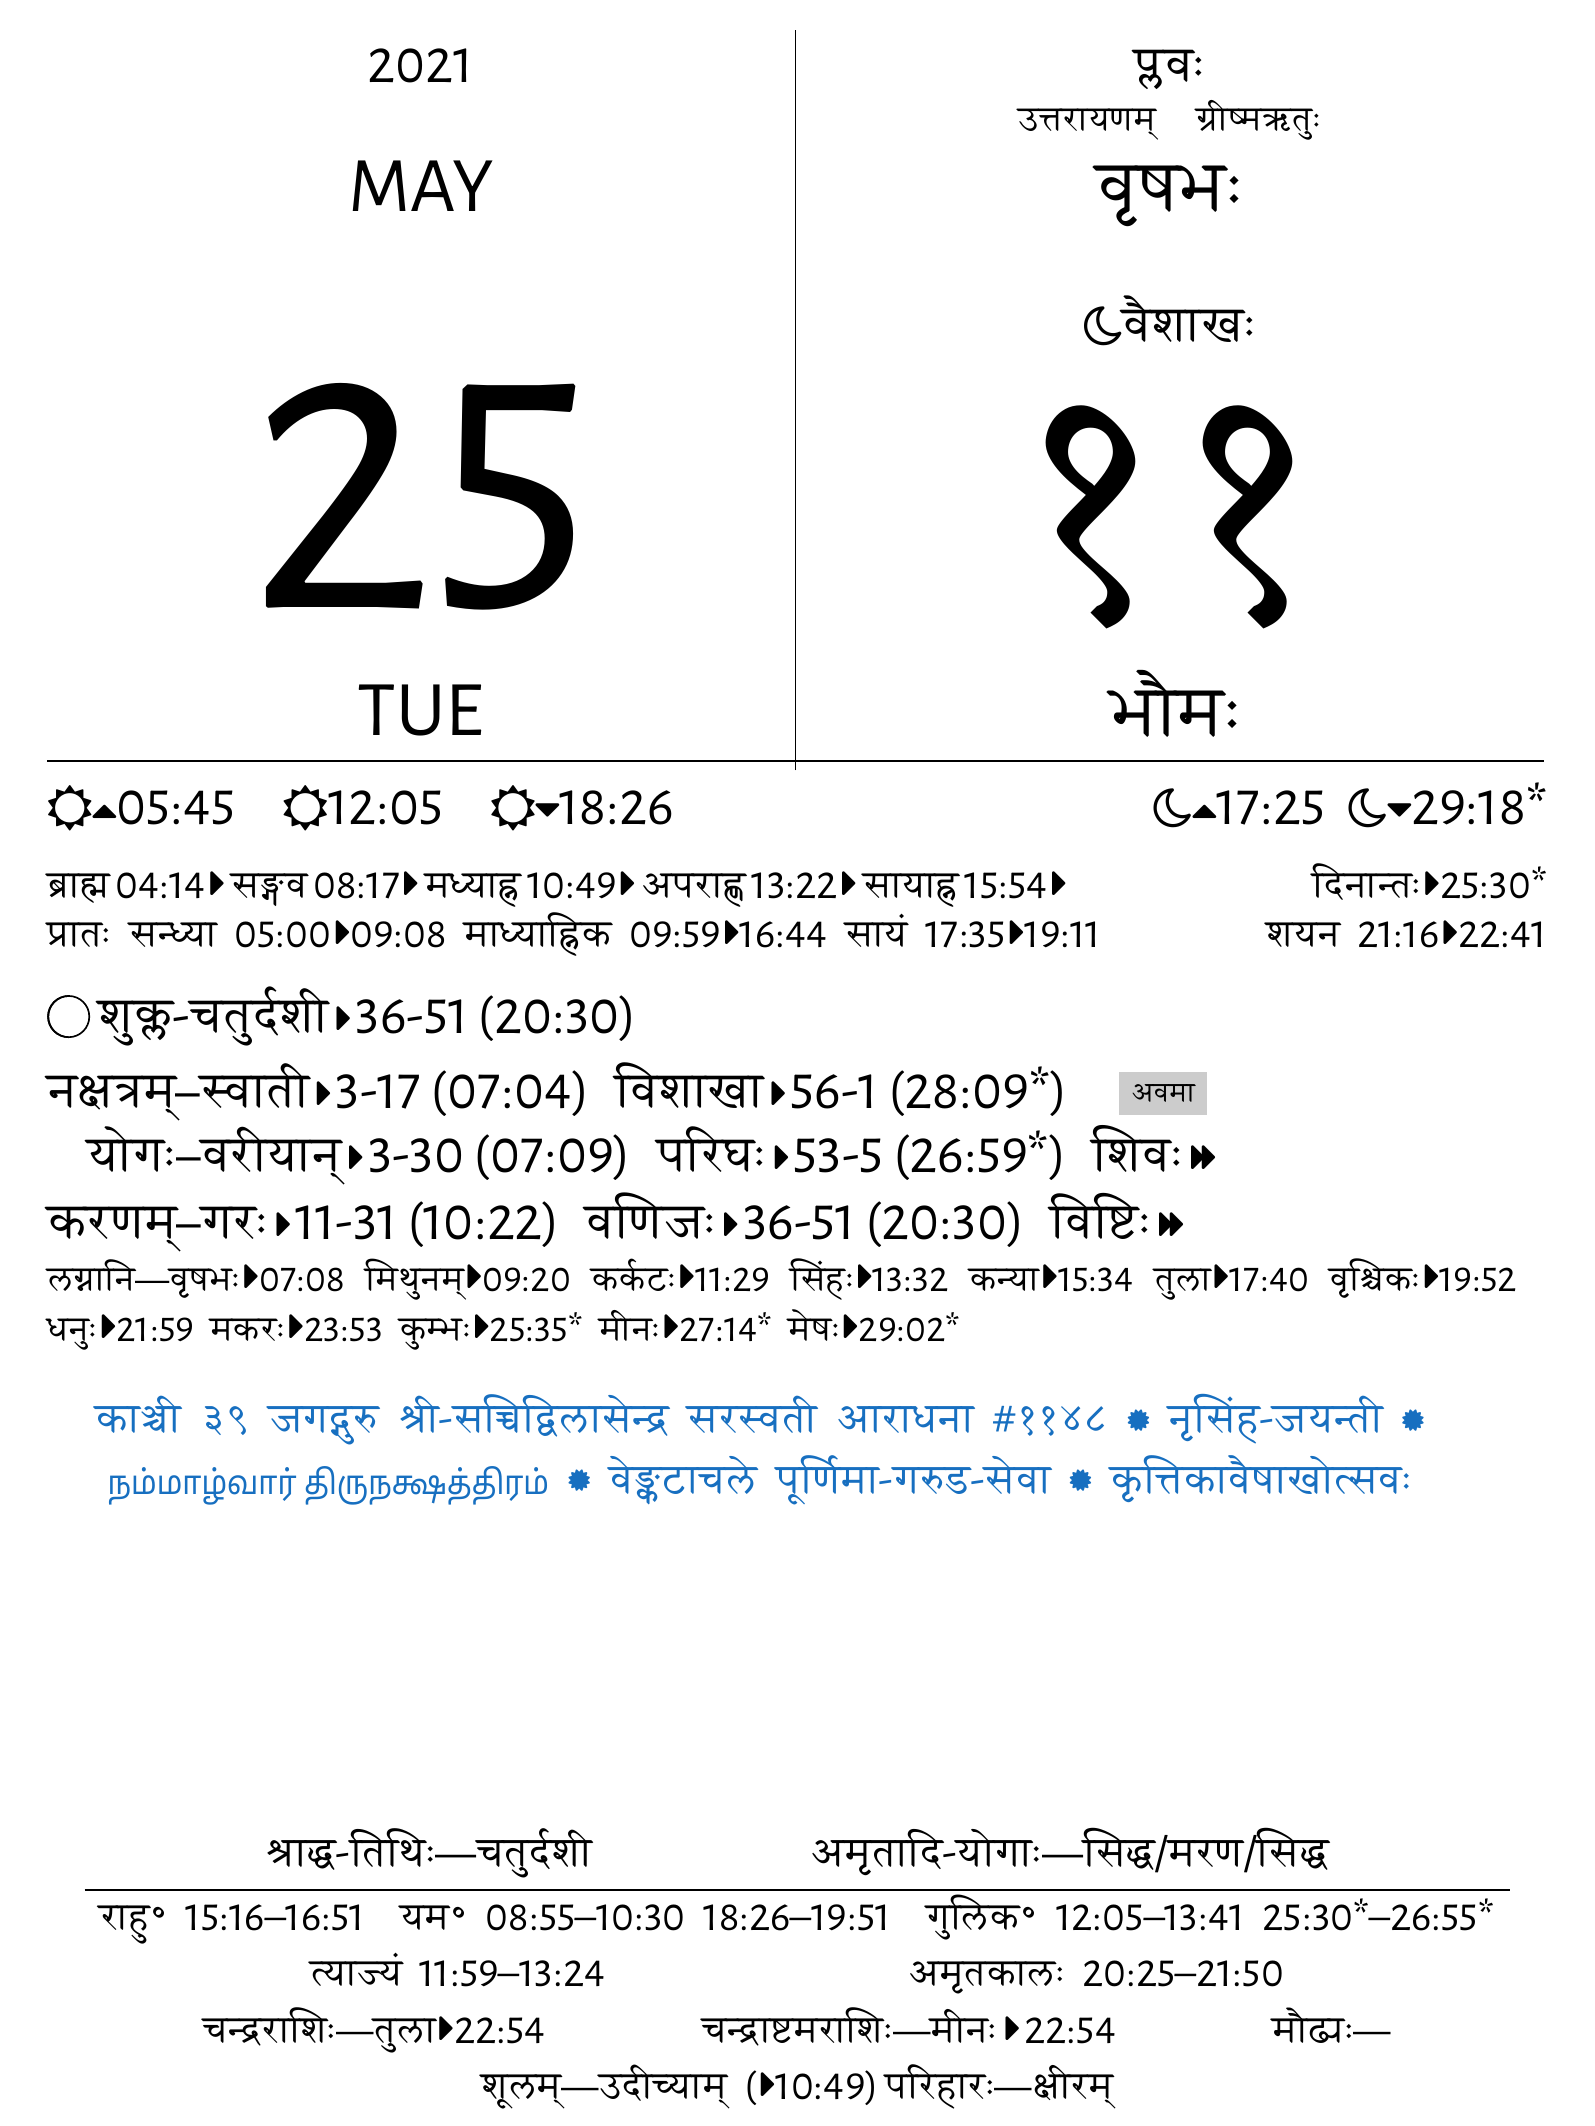 2021
MAY
25
TUE
प्लवः
उत्तरायणम् ग्रीष्मऋतुः
वृषभः
वैशाखः
११
भौमः
05:45 12:05 18:26 17:25 29:18*
ब्राह्म 04:14 सङ्गव 08:17 मध्याह्न 10:49 अपराह्ण 13:22 सायाह्न 15:54 दिनान्तः 25:30*
प्रातः सन्ध्या 05:00 09:08 माध्याह्निक 09:59 16:44 सायं 17:35 19:11 शयन 21:16 22:41
शुक्ल-चतुर्दशी 36-51 (20:30)
नक्षत्रम्–स्वाती 3-17 (07:04) विशाखा 56-1 (28:09*) अवमा
योगः–वरीयान् 3-30 (07:09) परिघः 53-5 (26:59*) शिवः
करणम्–गरः 11-31 (10:22) वणिजः 36-51 (20:30) विष्टिः
लग्नानि—वृषभः 07:08 मिथुनम् 09:20 कर्कटः 11:29 सिंहः 13:32 कन्या 15:34 तुला 17:40 वृश्चिकः 19:52
धनुः 21:59 मकरः 23:53 कुम्भः 25:35* मीनः 27:14* मेषः 29:02*
काञ्ची ३९ जगद्गुरु श्री-सच्चिद्विलासेन्द्र सरस्वती आराधना #११४८ ✹ नृसिंह-जयन्ती ✹
நம்மாழ்வார் திருநக்ஷத்திரம் ✹ वेङ्कटाचले पूर्णिमा-गरुड-सेवा ✹ कृत्तिकावैषाखोत्सवः
श्राद्ध-तिथिः—चतुर्दशी अमृतादि-योगाः—सिद्ध/मरण/सिद्ध
राहु॰ 15:16–16:51 यम॰ 08:55–10:30 18:26–19:51 गुलिक॰ 12:05–13:41 25:30*–26:55*
त्याज्यं 11:59–13:24 अमृतकालः 20:25–21:50
चन्द्रराशिः—तुला 22:54 चन्द्राष्टमराशिः—मीनः 22:54 मौढ्यः—
शूलम्—उदीच्याम् (10:49) परिहारः—क्षीरम्